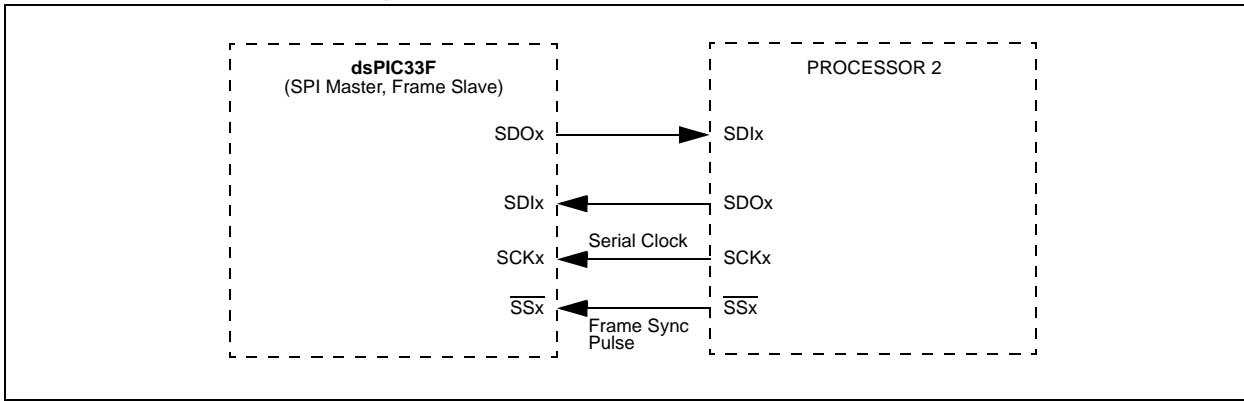 dsPIC33F
(SPI Master, Frame Slave)
PROCESSOR 2
SDOx
SDIx
SDIx
SDOx
Serial Clock
SCKx
SCKx
SSx
SSx
Frame Sync
Pulse